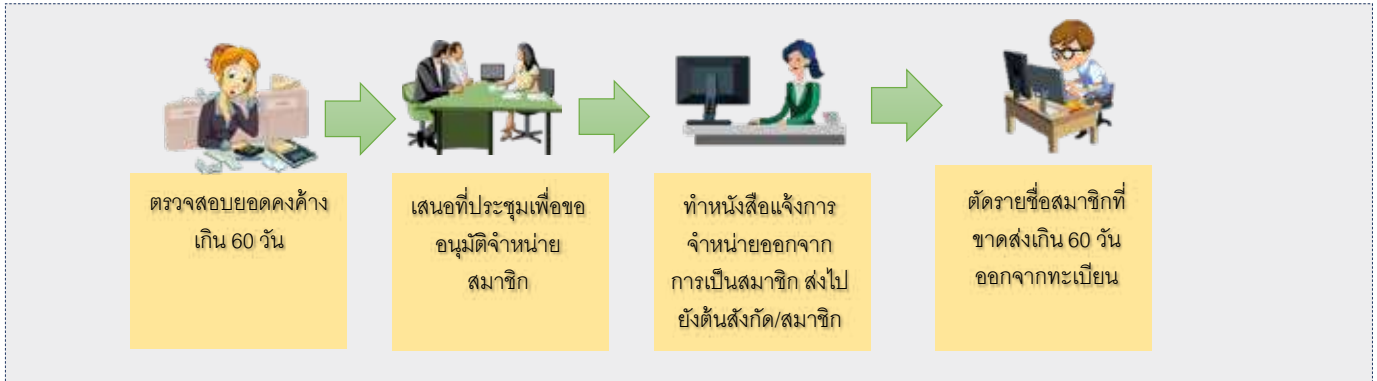 ตรวจสอบยอดคงค้าง
เกิน 60 วัน
เสนอที่ประชุมเพื่อขอ
อนุมัติจำหน่าย
สมาชิก
ทำหนังสือแจ้งการ
จำหน่ายออกจาก
การเป็นสมาชิก ส่งไป
ยังต้นสังกัด/สมาชิก
ตัดรายชื่อสมาชิกที่
ขาดส่งเกิน 60 วัน
ออกจากทะเบียน